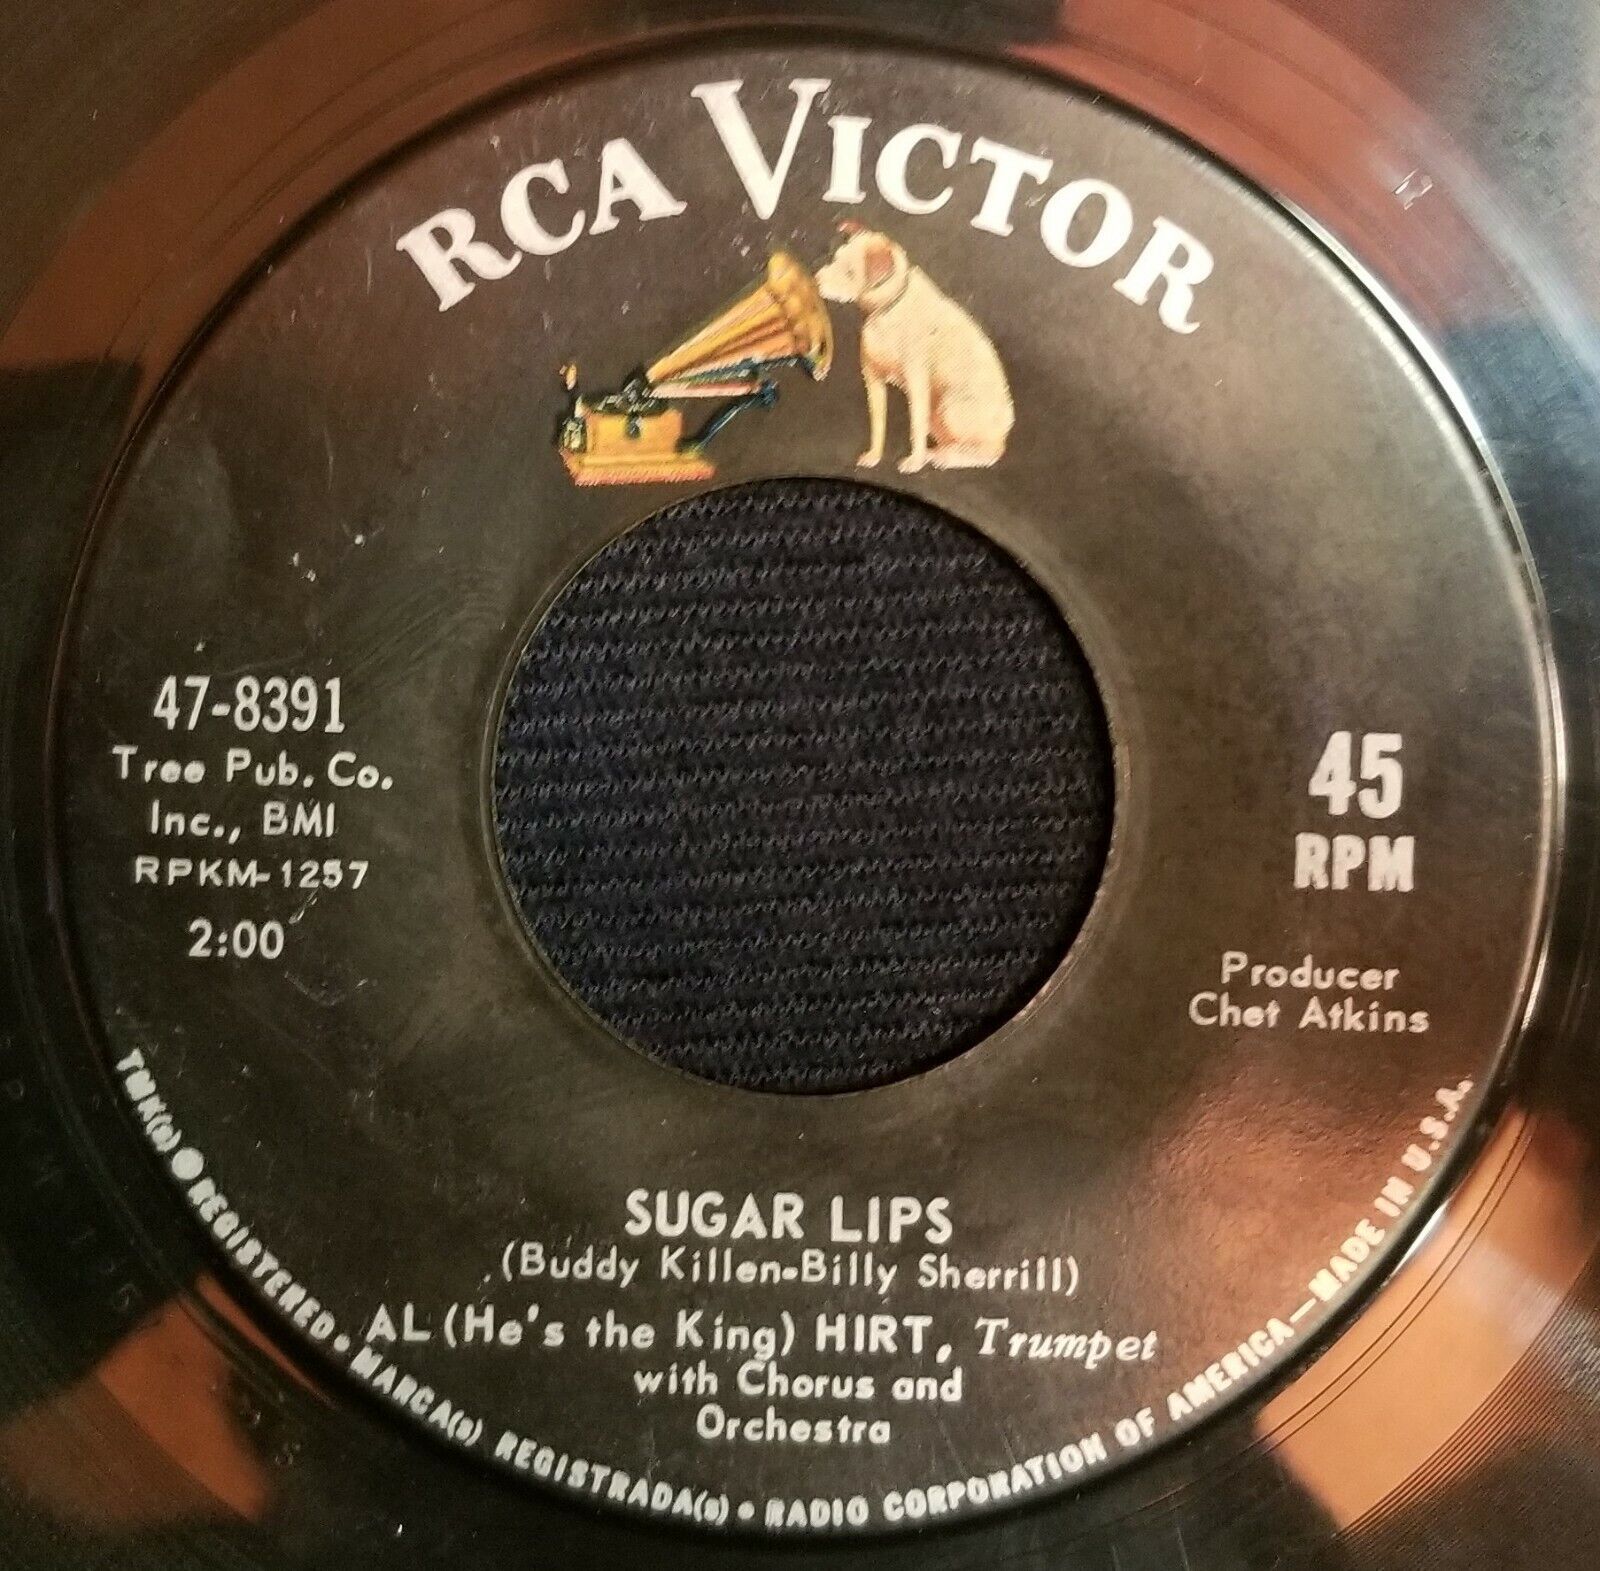 RCA VICTOR
47-8391
Tree Pub. Co.
Inc., BMI
RPKM-1257
2:00
45
RPM
Producer
Chet Atkins
SUGAR LIPS
(Buddy Killen-Billy Sherrill)
AL (He's the King) HIRT, Trumpet
with Chorus and
Orchestra
TMK(s) ® REGISTERED • MARCA(s) REGISTRADA(s) • RADIO CORPORATION OF AMERICA—MADE IN U.S.A.